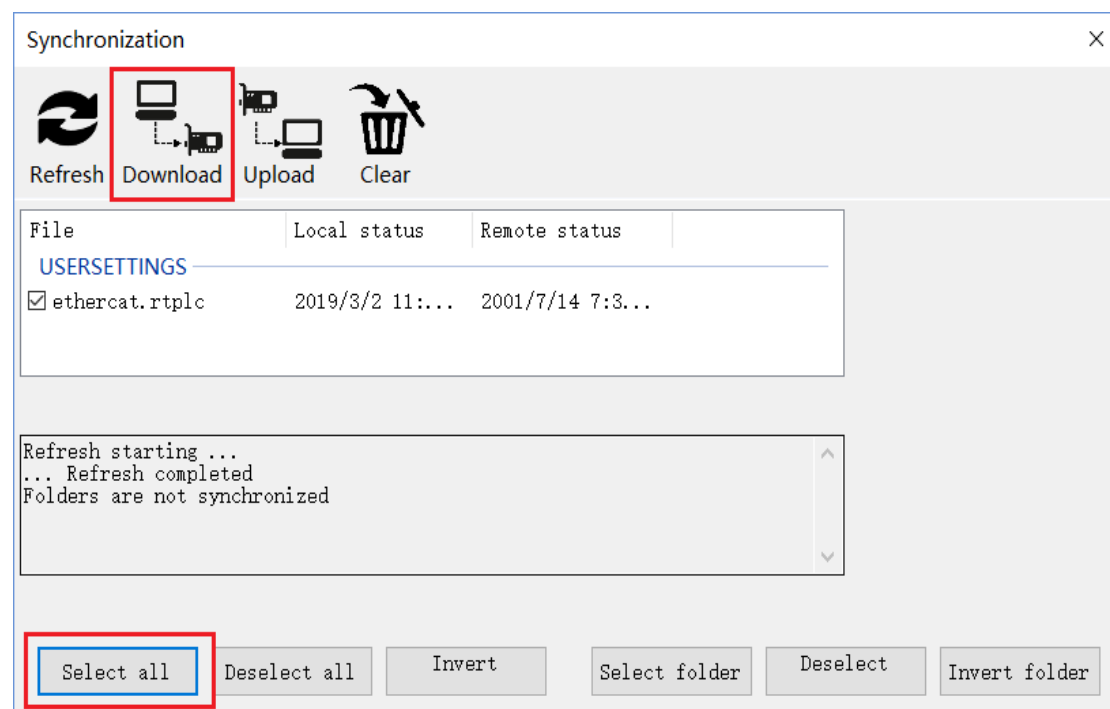 Synchronization
Refresh Download Upload Clear
File Local status Remote status
USERSETTINGS
ethercat.rtplc 2019/3/2 11:... 2001/7/14 7:3...
Refresh starting ...
... Refresh completed
Folders are not synchronized
Select all Deselect all Invert Select folder Deselect Invert folder